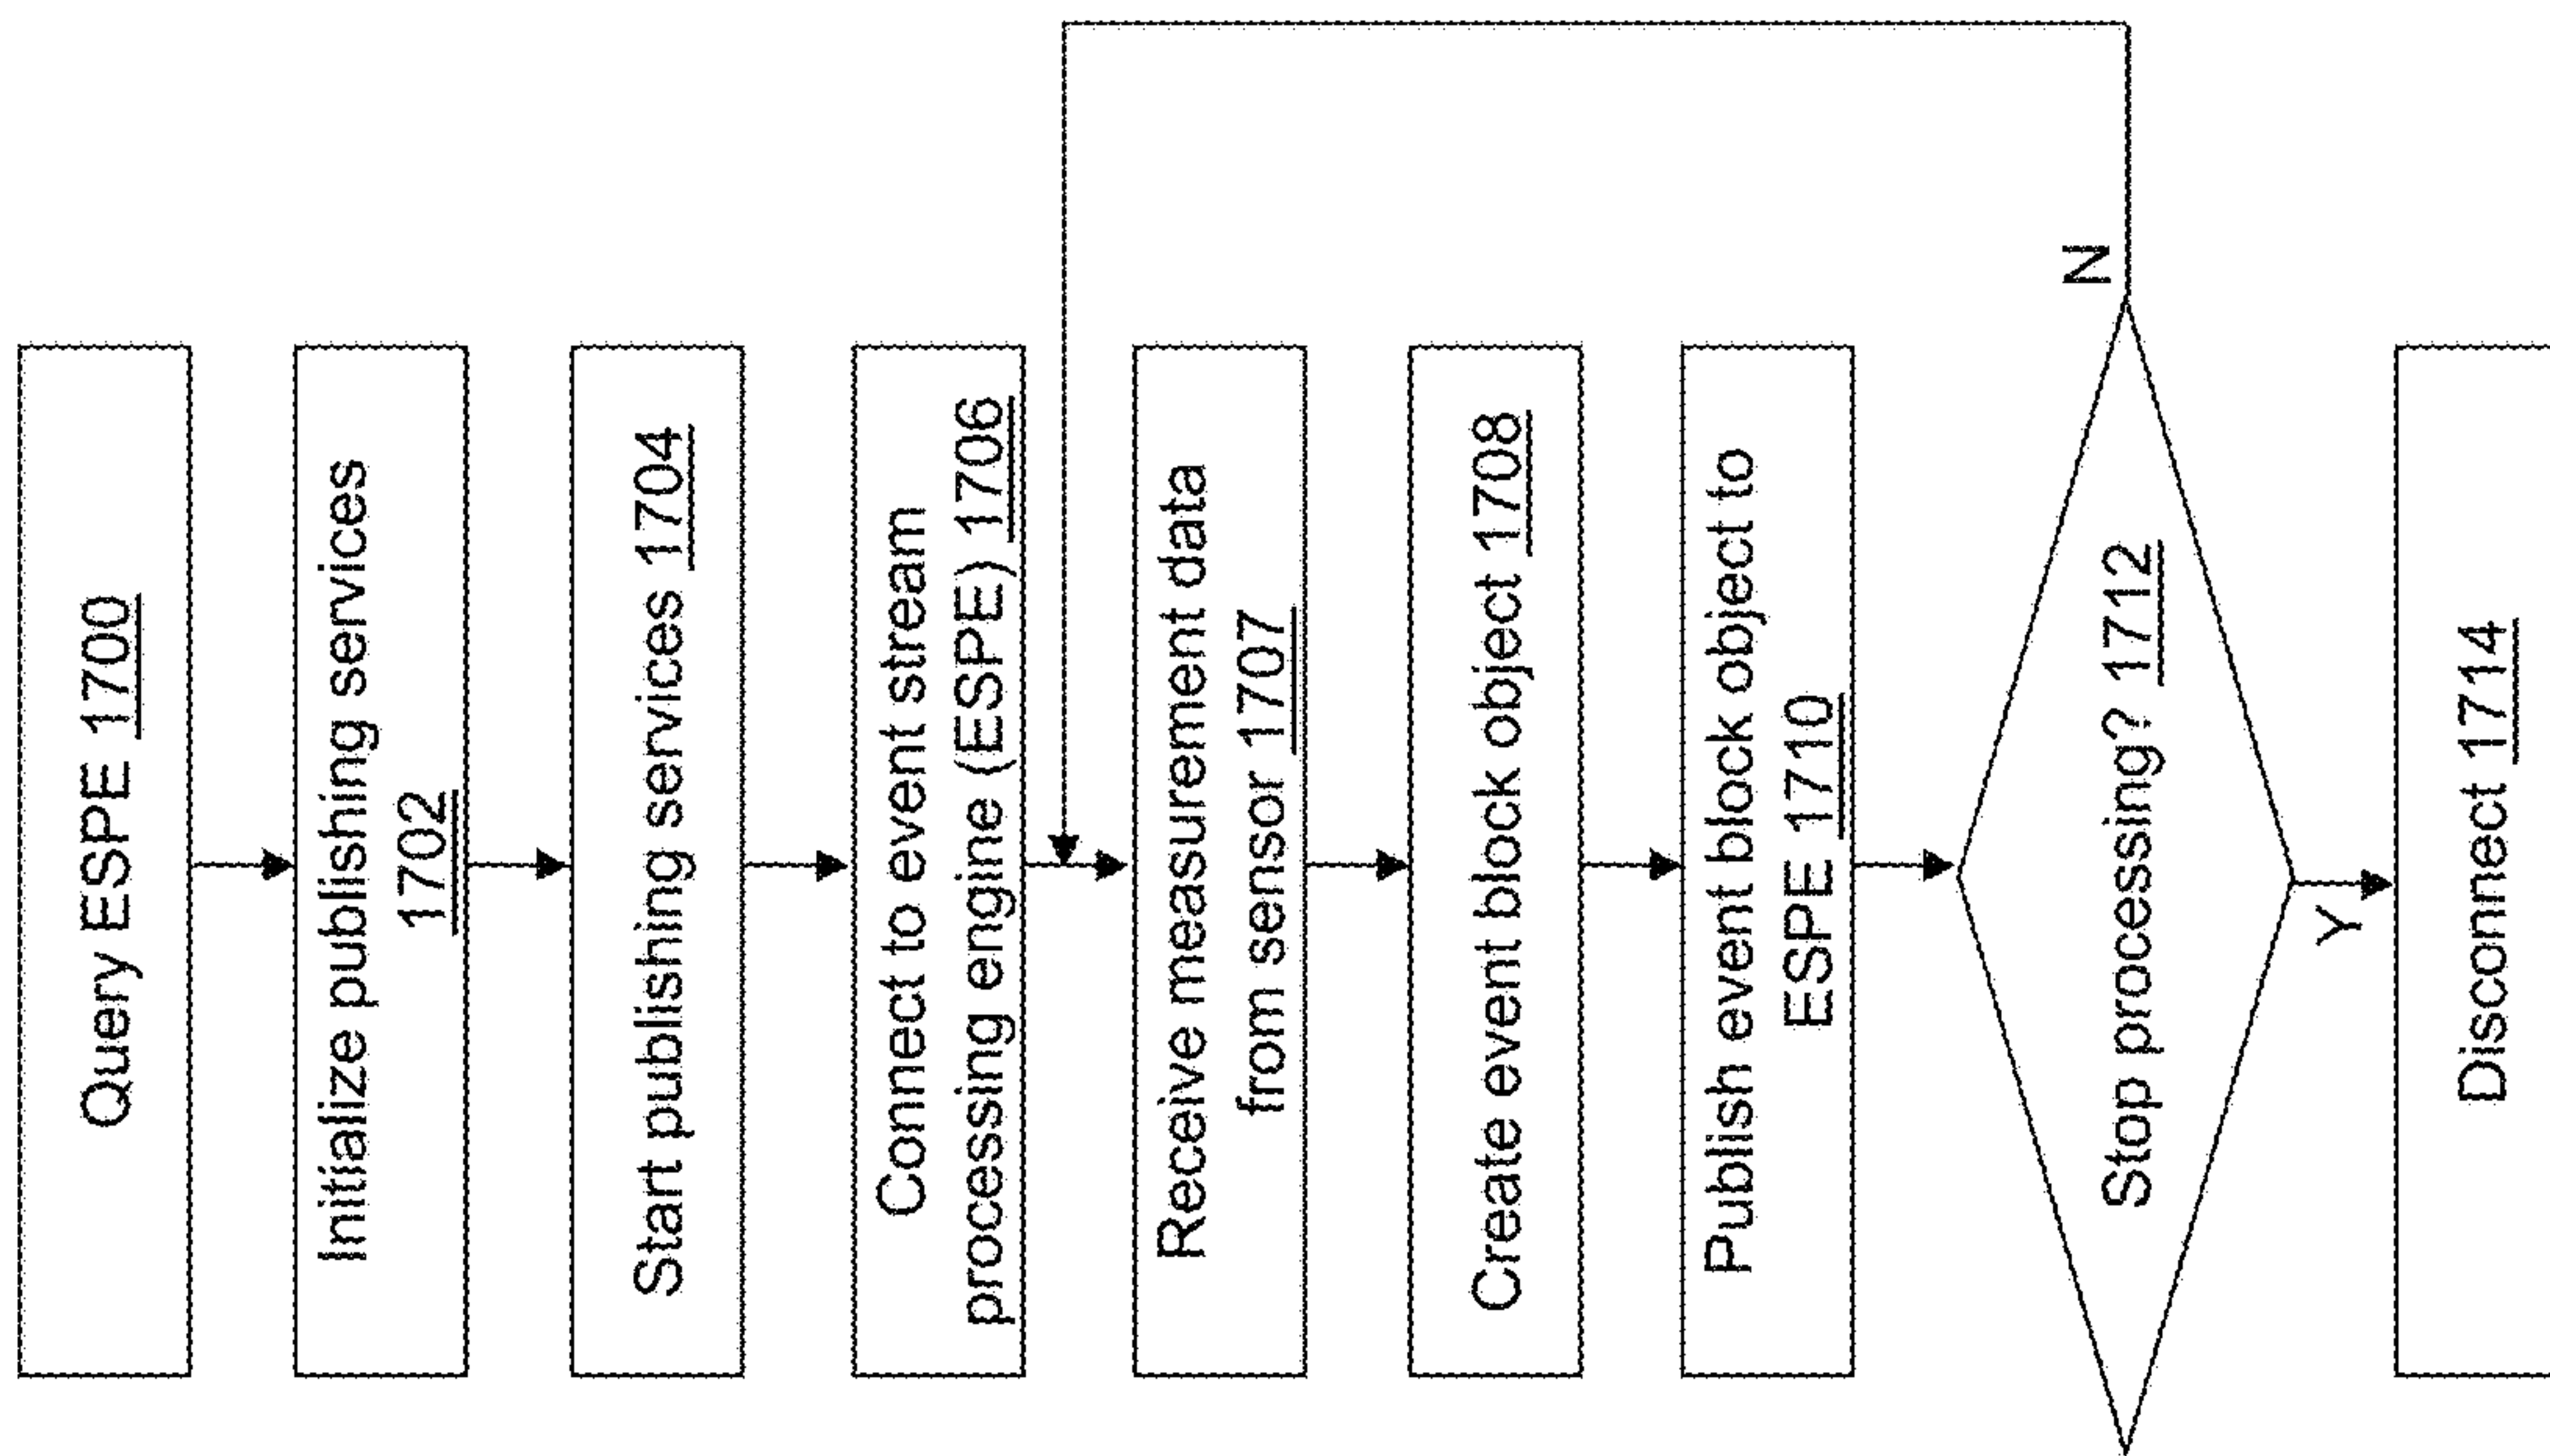 Query ESPE 1700
Initialize publishing services
1702
Start publishing services 1704
Connect to event stream
processing engine (ESPE) 1706
Receive measurement data
from sensor 1707
Create event block object 1708
Publish event block object to
ESPE 1710
Stop processing? 1712
N
Y
Disconnect 1714